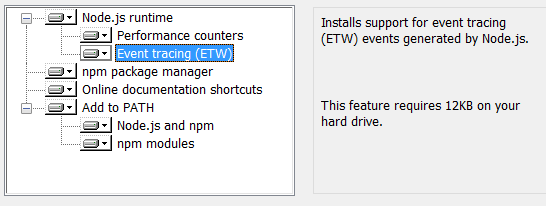 Node.js runtime
Performance counters
Event tracing (ETW)
npm package manager
Online documentation shortcuts
Add to PATH
Node.js and npm
npm modules
Installs support for event tracing
(ETW) events generated by Node.js.
This feature requires 12KB on your
hard drive.